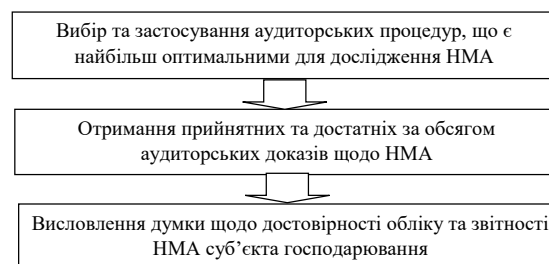 Вибір та застосування аудиторських процедур, що є
найбільш оптимальними для дослідження НМА
Отримання прийнятних та достатніх за обсягом
аудиторських доказів щодо НМА
Висловлення думки щодо достовірності обліку та звітності
НМА суб’єкта господарювання